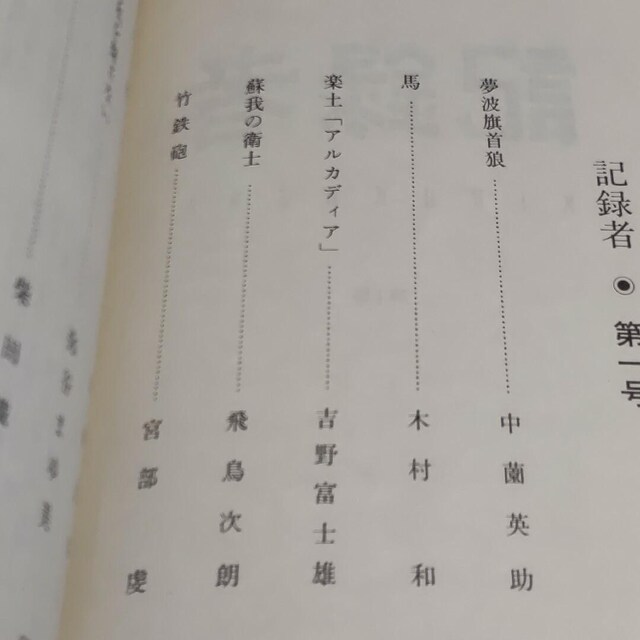 記録者 ◉ 第一号
夢波旗首狼……………………中薗英助
馬……………………木村和
楽土「アルカディア」……………………吉野富士雄
蘇我の衛士……………………飛鳥次朗
竹鉄砲……………………宮部虔